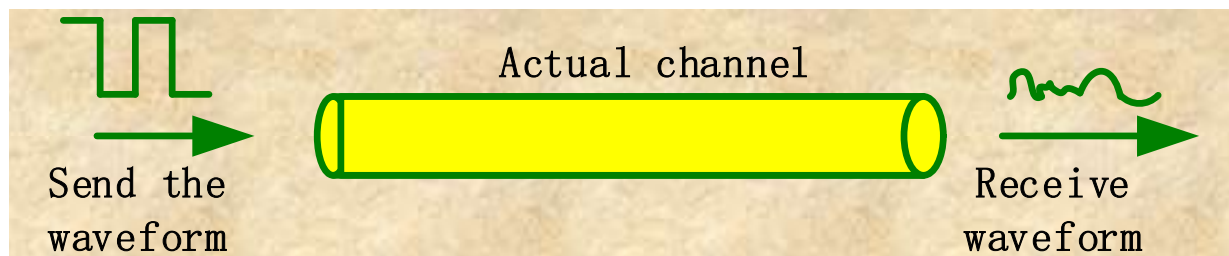 Actual channel
Send the
waveform
Receive
waveform